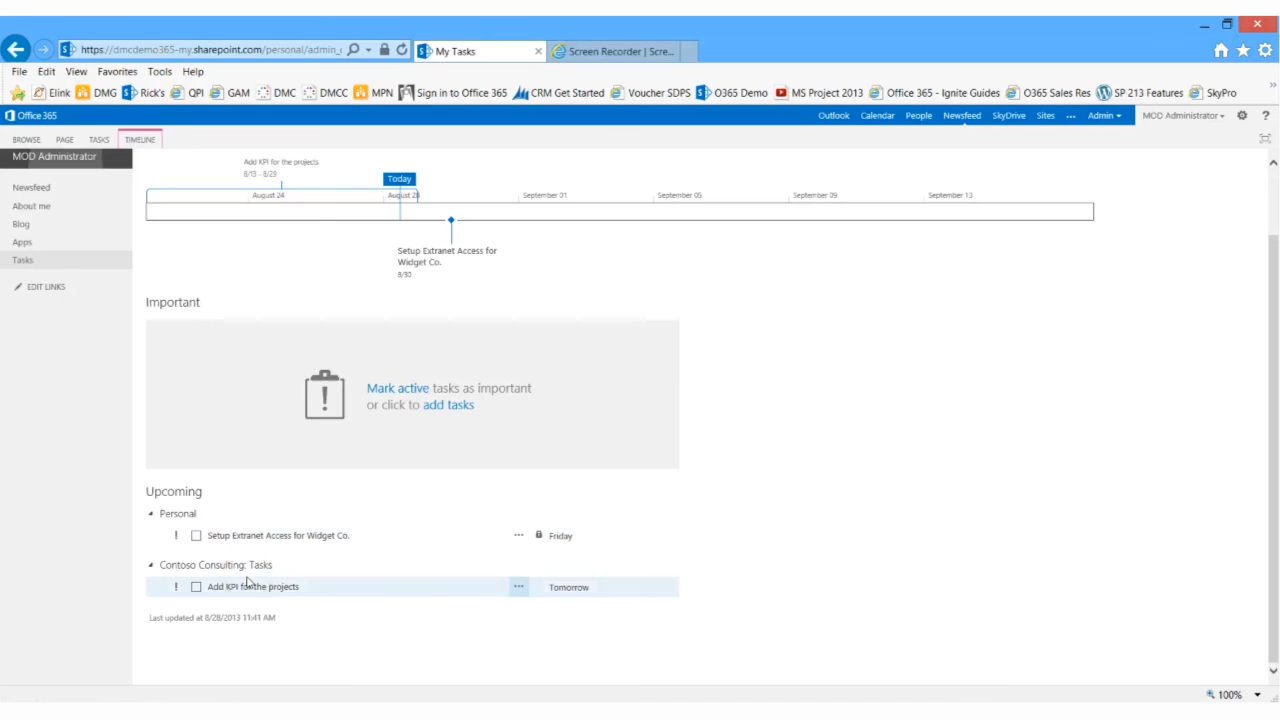 https://dmcdemo365-my.sharepoint.com/personal/admin_
My Tasks
Screen Recorder | Scre...
File Edit View Favorites Tools Help
Elink DMG Rick's QPI GAM DMC DMCC MPN Sign in to Office 365 CRM Get Started Voucher SDPS O365 Demo MS Project 2013 Office 365 - Ignite Guides O365 Sales Res SP 213 Features SkyPro
Office 365
Outlook Calendar People Newsfeed SkyDrive Sites ... Admin MOD Administrator ?
BROWSE PAGE TASKS TIMELINE
MOD Administrator
Newsfeed
About me
Blog
Apps
Tasks
EDIT LINKS
Add KPI for the projects
8/13 - 8/29
Today
August 24 August 28 September 01 September 05 September 09 September 13
Setup Extranet Access for
Widget Co.
8/30
Important
Mark active tasks as important
or click to add tasks
Upcoming
Personal
! Setup Extranet Access for Widget Co. ... Friday
Contoso Consulting: Tasks
! Add KPI for the projects ... Tomorrow
Last updated at 8/28/2013 11:41 AM
100%